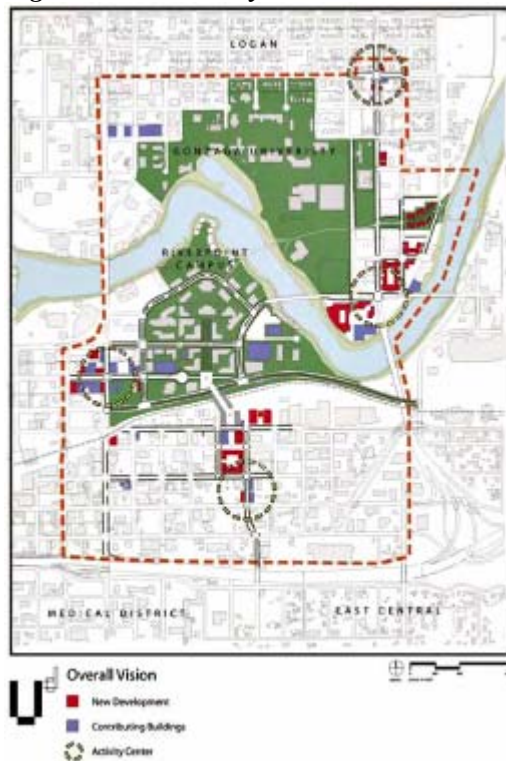 LOGAN
GONZAGA UNIVERSITY
RIVERPOINT
CAMPUS
MEDICAL DISTRICT
EAST CENTRAL
Overall Vision
New Development
Contributing Buildings
Activity Center